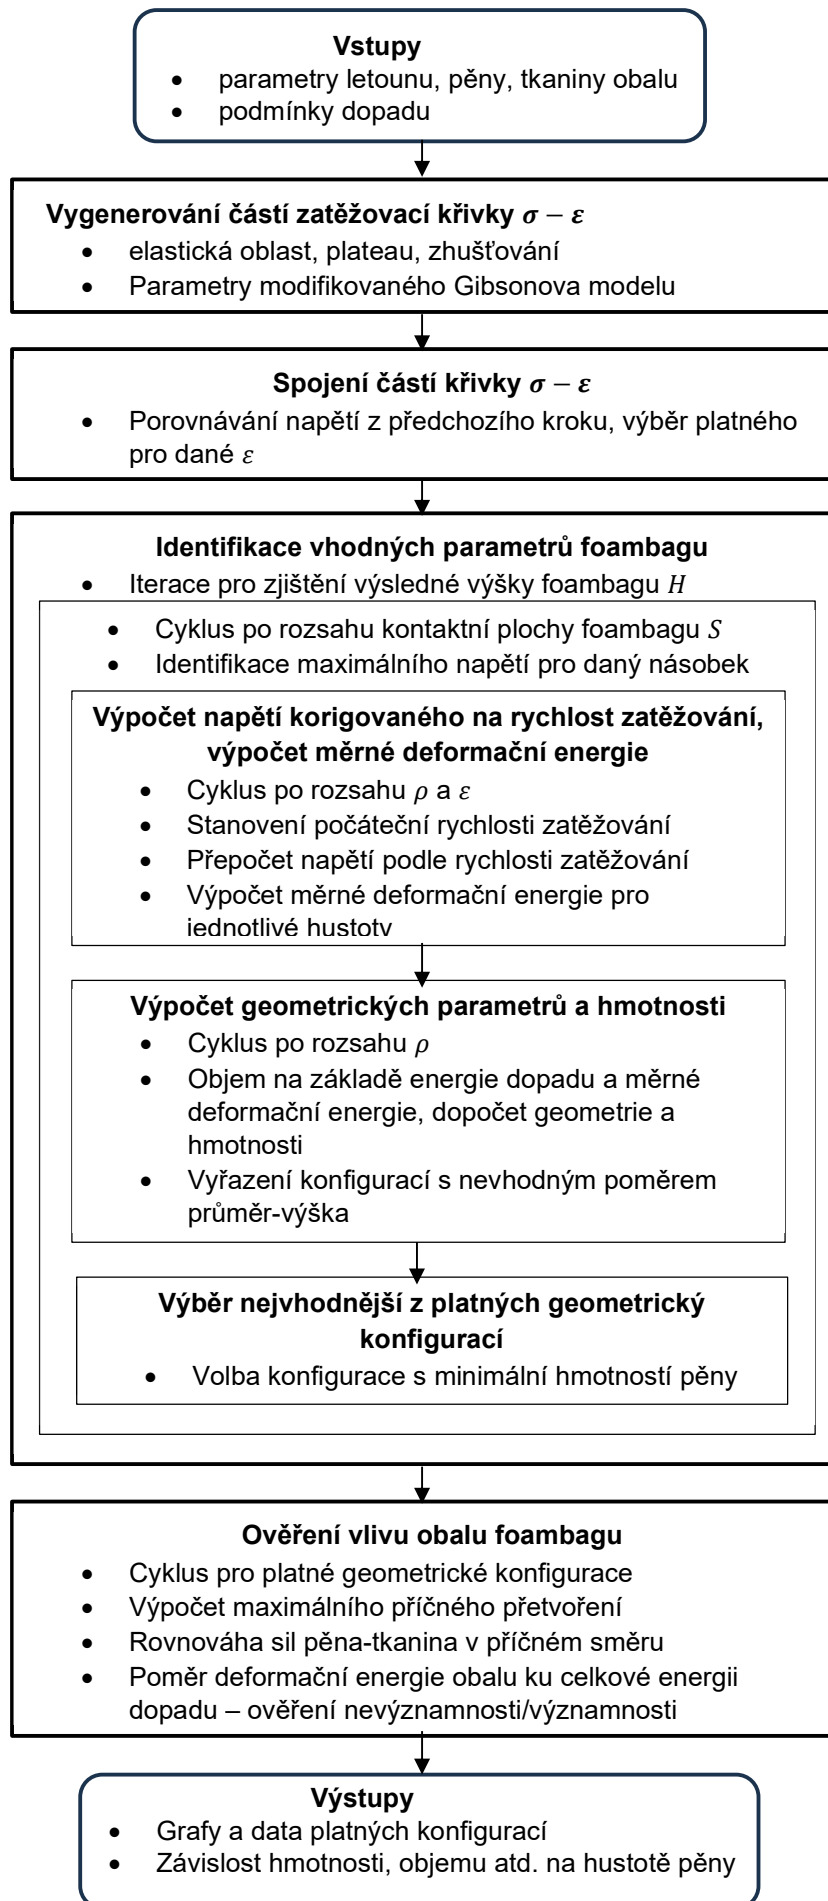 Vstupy
• parametry letounu, pěny, tkaniny obalu
• podmínky dopadu
Vygenerování částí zatěžovací křivky σ − ε
• elastická oblast, plateau, zhušťování
• Parametry modifikovaného Gibsonova modelu
Spojení částí křivky σ − ε
• Porovnávání napětí z předchozího kroku, výběr platného
pro dané ε
Identifikace vhodných parametrů foambagu
• Iterace pro zjištění výsledné výšky foambagu H
• Cyklus po rozsahu kontaktní plochy foambagu S
• Identifikace maximálního napětí pro daný násobek
Výpočet napětí korigovaného na rychlost zatěžování,
výpočet měrné deformační energie
• Cyklus po rozsahu ρ a ε
• Stanovení počáteční rychlosti zatěžování
• Přepočet napětí podle rychlosti zatěžování
• Výpočet měrné deformační energie pro
jednotlivé hustoty
Výpočet geometrických parametrů a hmotnosti
• Cyklus po rozsahu ρ
• Objem na základě energie dopadu a měrné
deformační energie, dopočet geometrie a
hmotnosti
• Vyřazení konfigurací s nevhodným poměrem
průměr-výška
Výběr nejvhodnější z platných geometrický
konfigurací
• Volba konfigurace s minimální hmotností pěny
Ověření vlivu obalu foambagu
• Cyklus pro platné geometrické konfigurace
• Výpočet maximálního příčného přetvoření
• Rovnováha sil pěna-tkanina v příčném směru
• Poměr deformační energie obalu ku celkové energii
dopadu – ověření nevýznamnosti/významnosti
Výstupy
• Grafy a data platných konfigurací
• Závislost hmotnosti, objemu atd. na hustotě pěny